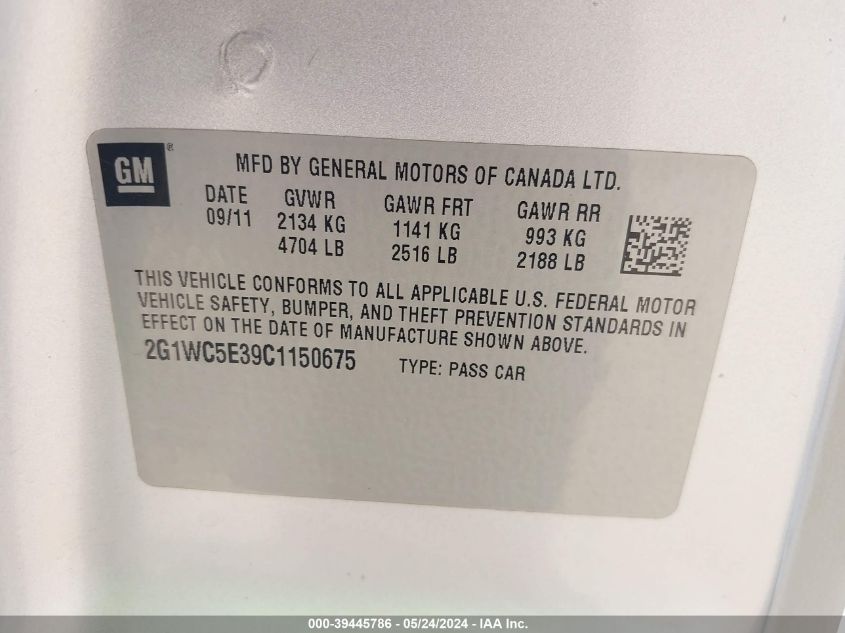 GM®
MFD BY GENERAL MOTORS OF CANADA LTD.
DATE GVWR GAWR FRT GAWR RR
09/11 2134 KG 1141 KG 993 KG
4704 LB 2516 LB 2188 LB
THIS VEHICLE CONFORMS TO ALL APPLICABLE U.S. FEDERAL MOTOR
VEHICLE SAFETY, BUMPER, AND THEFT PREVENTION STANDARDS IN
EFFECT ON THE DATE OF MANUFACTURE SHOWN ABOVE.
2G1WC5E39C1150675 TYPE: PASS CAR
000-39445786 - 05/24/2024 - IAA Inc.